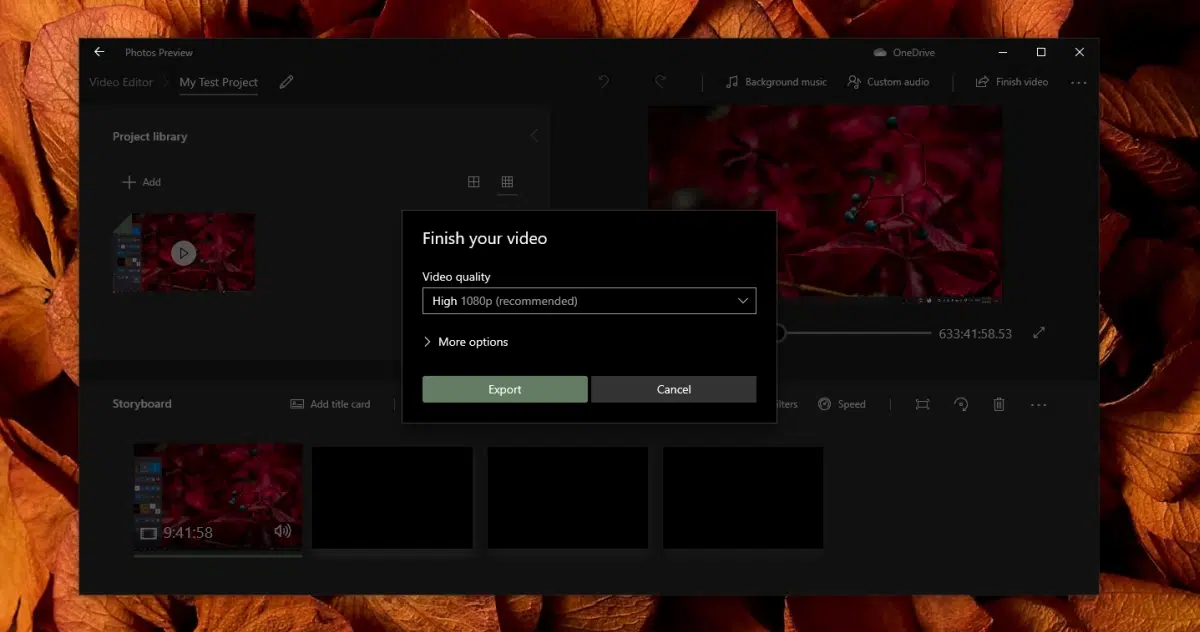 Photos Preview
OneDrive
Video Editor
My Test Project
Background music
Custom audio
Finish video
Project library
Add
Finish your video
Video quality
High 1080p (recommended)
More options
Export
Cancel
633:41:58.53
Storyboard
Add title card
Speed
9:41:58